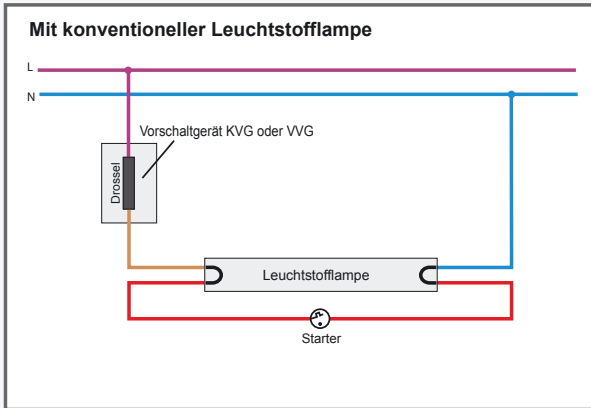 Mit konventioneller Leuchtstofflampe
L
N
Vorschaltgerät KVG oder VVG
Drossel
Leuchtstofflampe
Starter